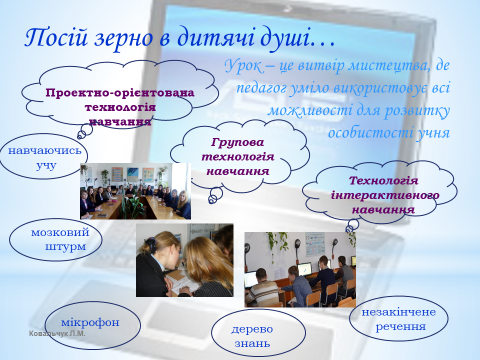 Посій зерно в дитячі душі…
Урок – це витвір мистецтва, де
педагог уміло використовує всі
можливості для розвитку
особистості учня
Проектно-орієнтована
технологія
навчання
Групова
технологія
навчання
Технологія
інтерактивного
навчання
навчаючись
учу
мозковий
штурм
мікрофон
дерево
знань
незакінчене
речення
Ковальчук Л.М.